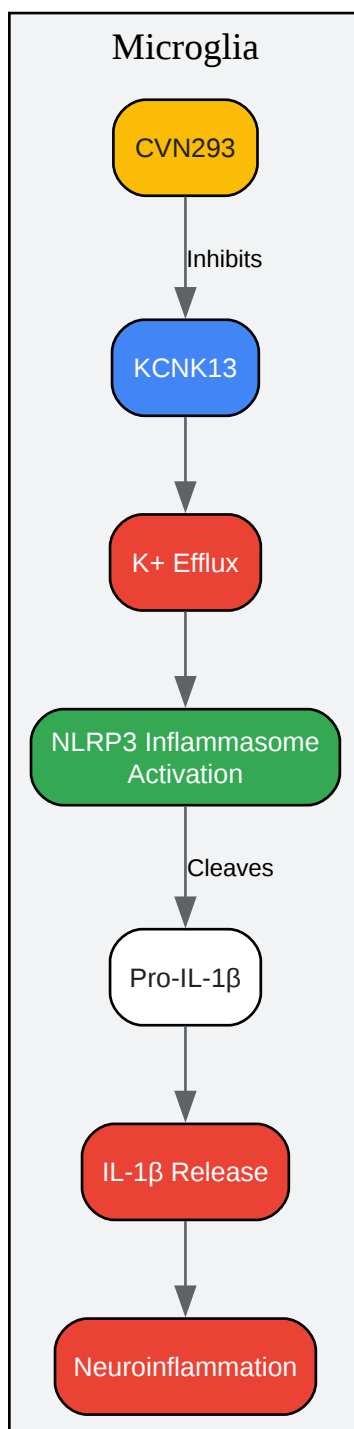 Microglia
CVN293
Inhibits
KCNK13
K+ Efflux
NLRP3 Inflammasome
Activation
Cleaves
Pro-IL-1β
IL-1β Release
Neuroinflammation